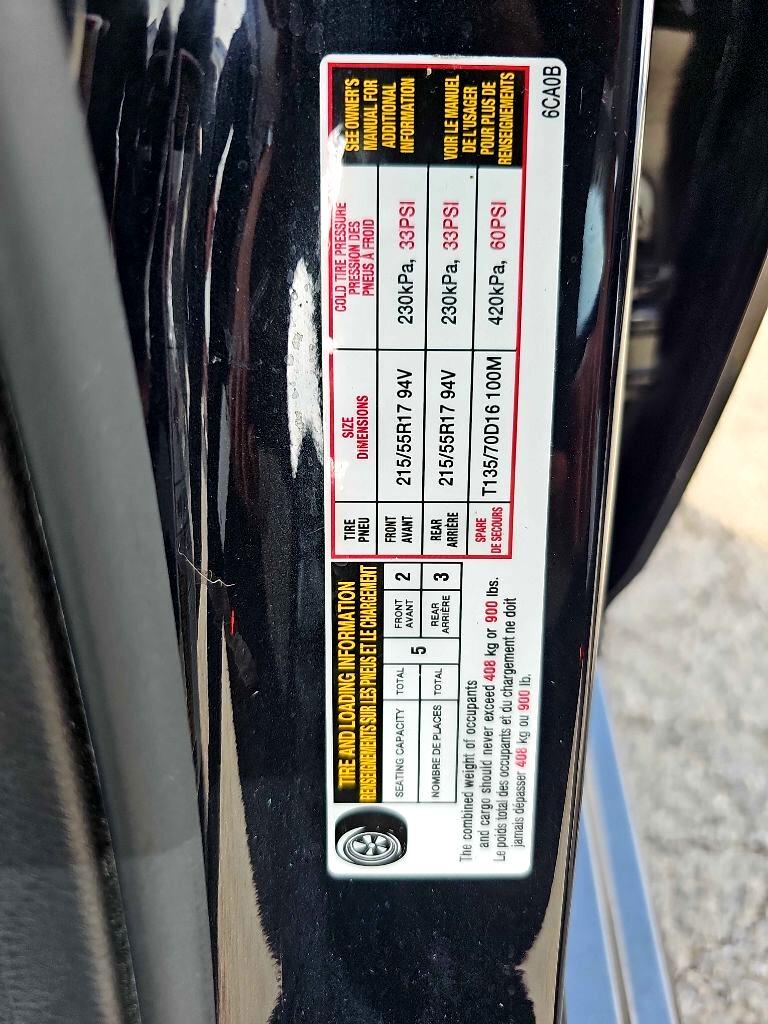 TIRE AND LOADING INFORMATION
RENSEIGNEMENTS SUR LES PNEUS ET LE CHARGEMENT
SEATING CAPACITY TOTAL 5 FRONT AVANT 2
NOMBRE DE PLACES TOTAL REAR ARRIÈRE 3
The combined weight of occupants
and cargo should never exceed 408 kg or 900 lbs.
Le poids total des occupants et du chargement ne doit
jamais dépasser 408 kg ou 900 lb.
TIRE
PNEU
SIZE
DIMENSIONS
COLD TIRE PRESSURE
PRESSION DES
PNEUS À FROID
FRONT
AVANT
215/55R17 94V
230kPa, 33PSI
REAR
ARRIÈRE
215/55R17 94V
230kPa, 33PSI
SPARE
DE SECOURS
T135/70D16 100M
420kPa, 60PSI
SEE OWNER'S
MANUAL FOR
ADDITIONAL
INFORMATION
VOIR LE MANUEL
DE L'USAGER
POUR PLUS DE
RENSEIGNEMENTS
6CA0B